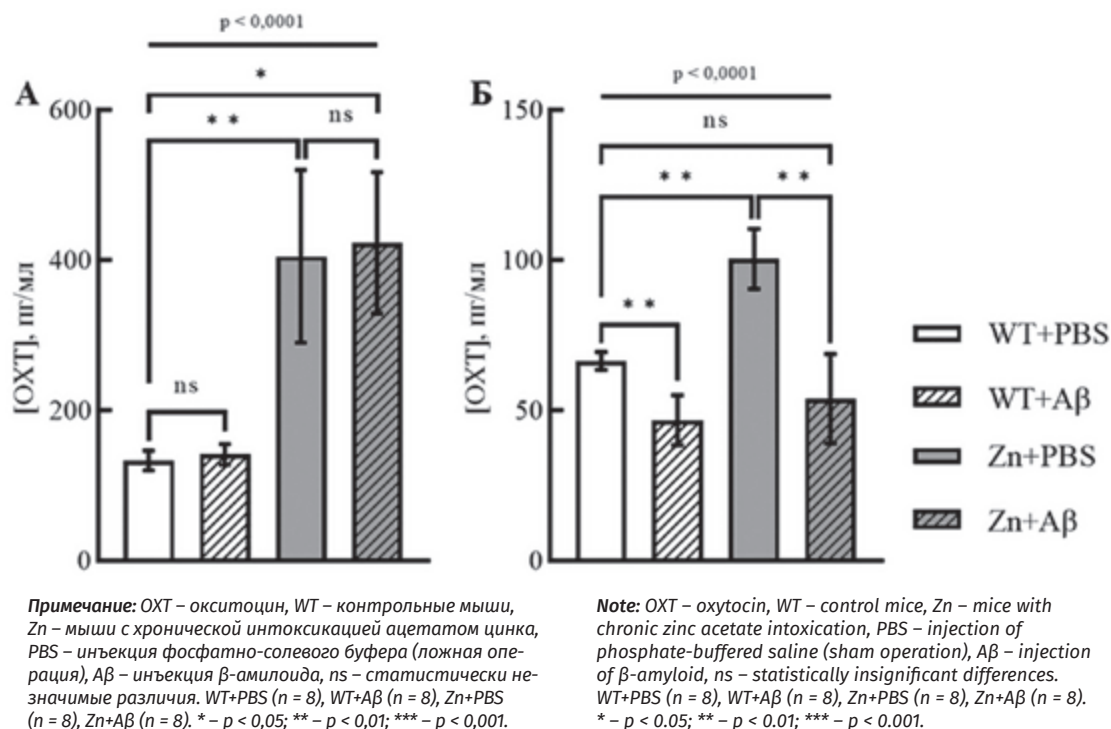 p < 0,0001
А
*
* *
ns
ns
600
400
200
0
[OXT], пг/мл
p < 0,0001
Б
ns
* *
* *
* *
150
100
50
0
[OXT], пг/мл
WT+PBS
WT+Aβ
Zn+PBS
Zn+Aβ
Примечание: OXT – окситоцин, WT – контрольные мыши,
Zn – мыши с хронической интоксикацией ацетатом цинка,
PBS – инъекция фосфатно-солевого буфера (ложная опе-
рация), Aβ – инъекция β-амилоида, ns – статистически не-
значимые различия. WT+PBS (n = 8), WT+Aβ (n = 8), Zn+PBS
(n = 8), Zn+Aβ (n = 8). * – p < 0,05; ** – p < 0,01; *** – p < 0,001.
Note: OXT – oxytocin, WT – control mice, Zn – mice with
chronic zinc acetate intoxication, PBS – injection of
phosphate-buffered saline (sham operation), Aβ – injection
of β-amyloid, ns – statistically insignificant differences.
WT+PBS (n = 8), WT+Aβ (n = 8), Zn+PBS (n = 8), Zn+Aβ (n = 8).
* – p < 0.05; ** – p < 0.01; *** – p < 0.001.